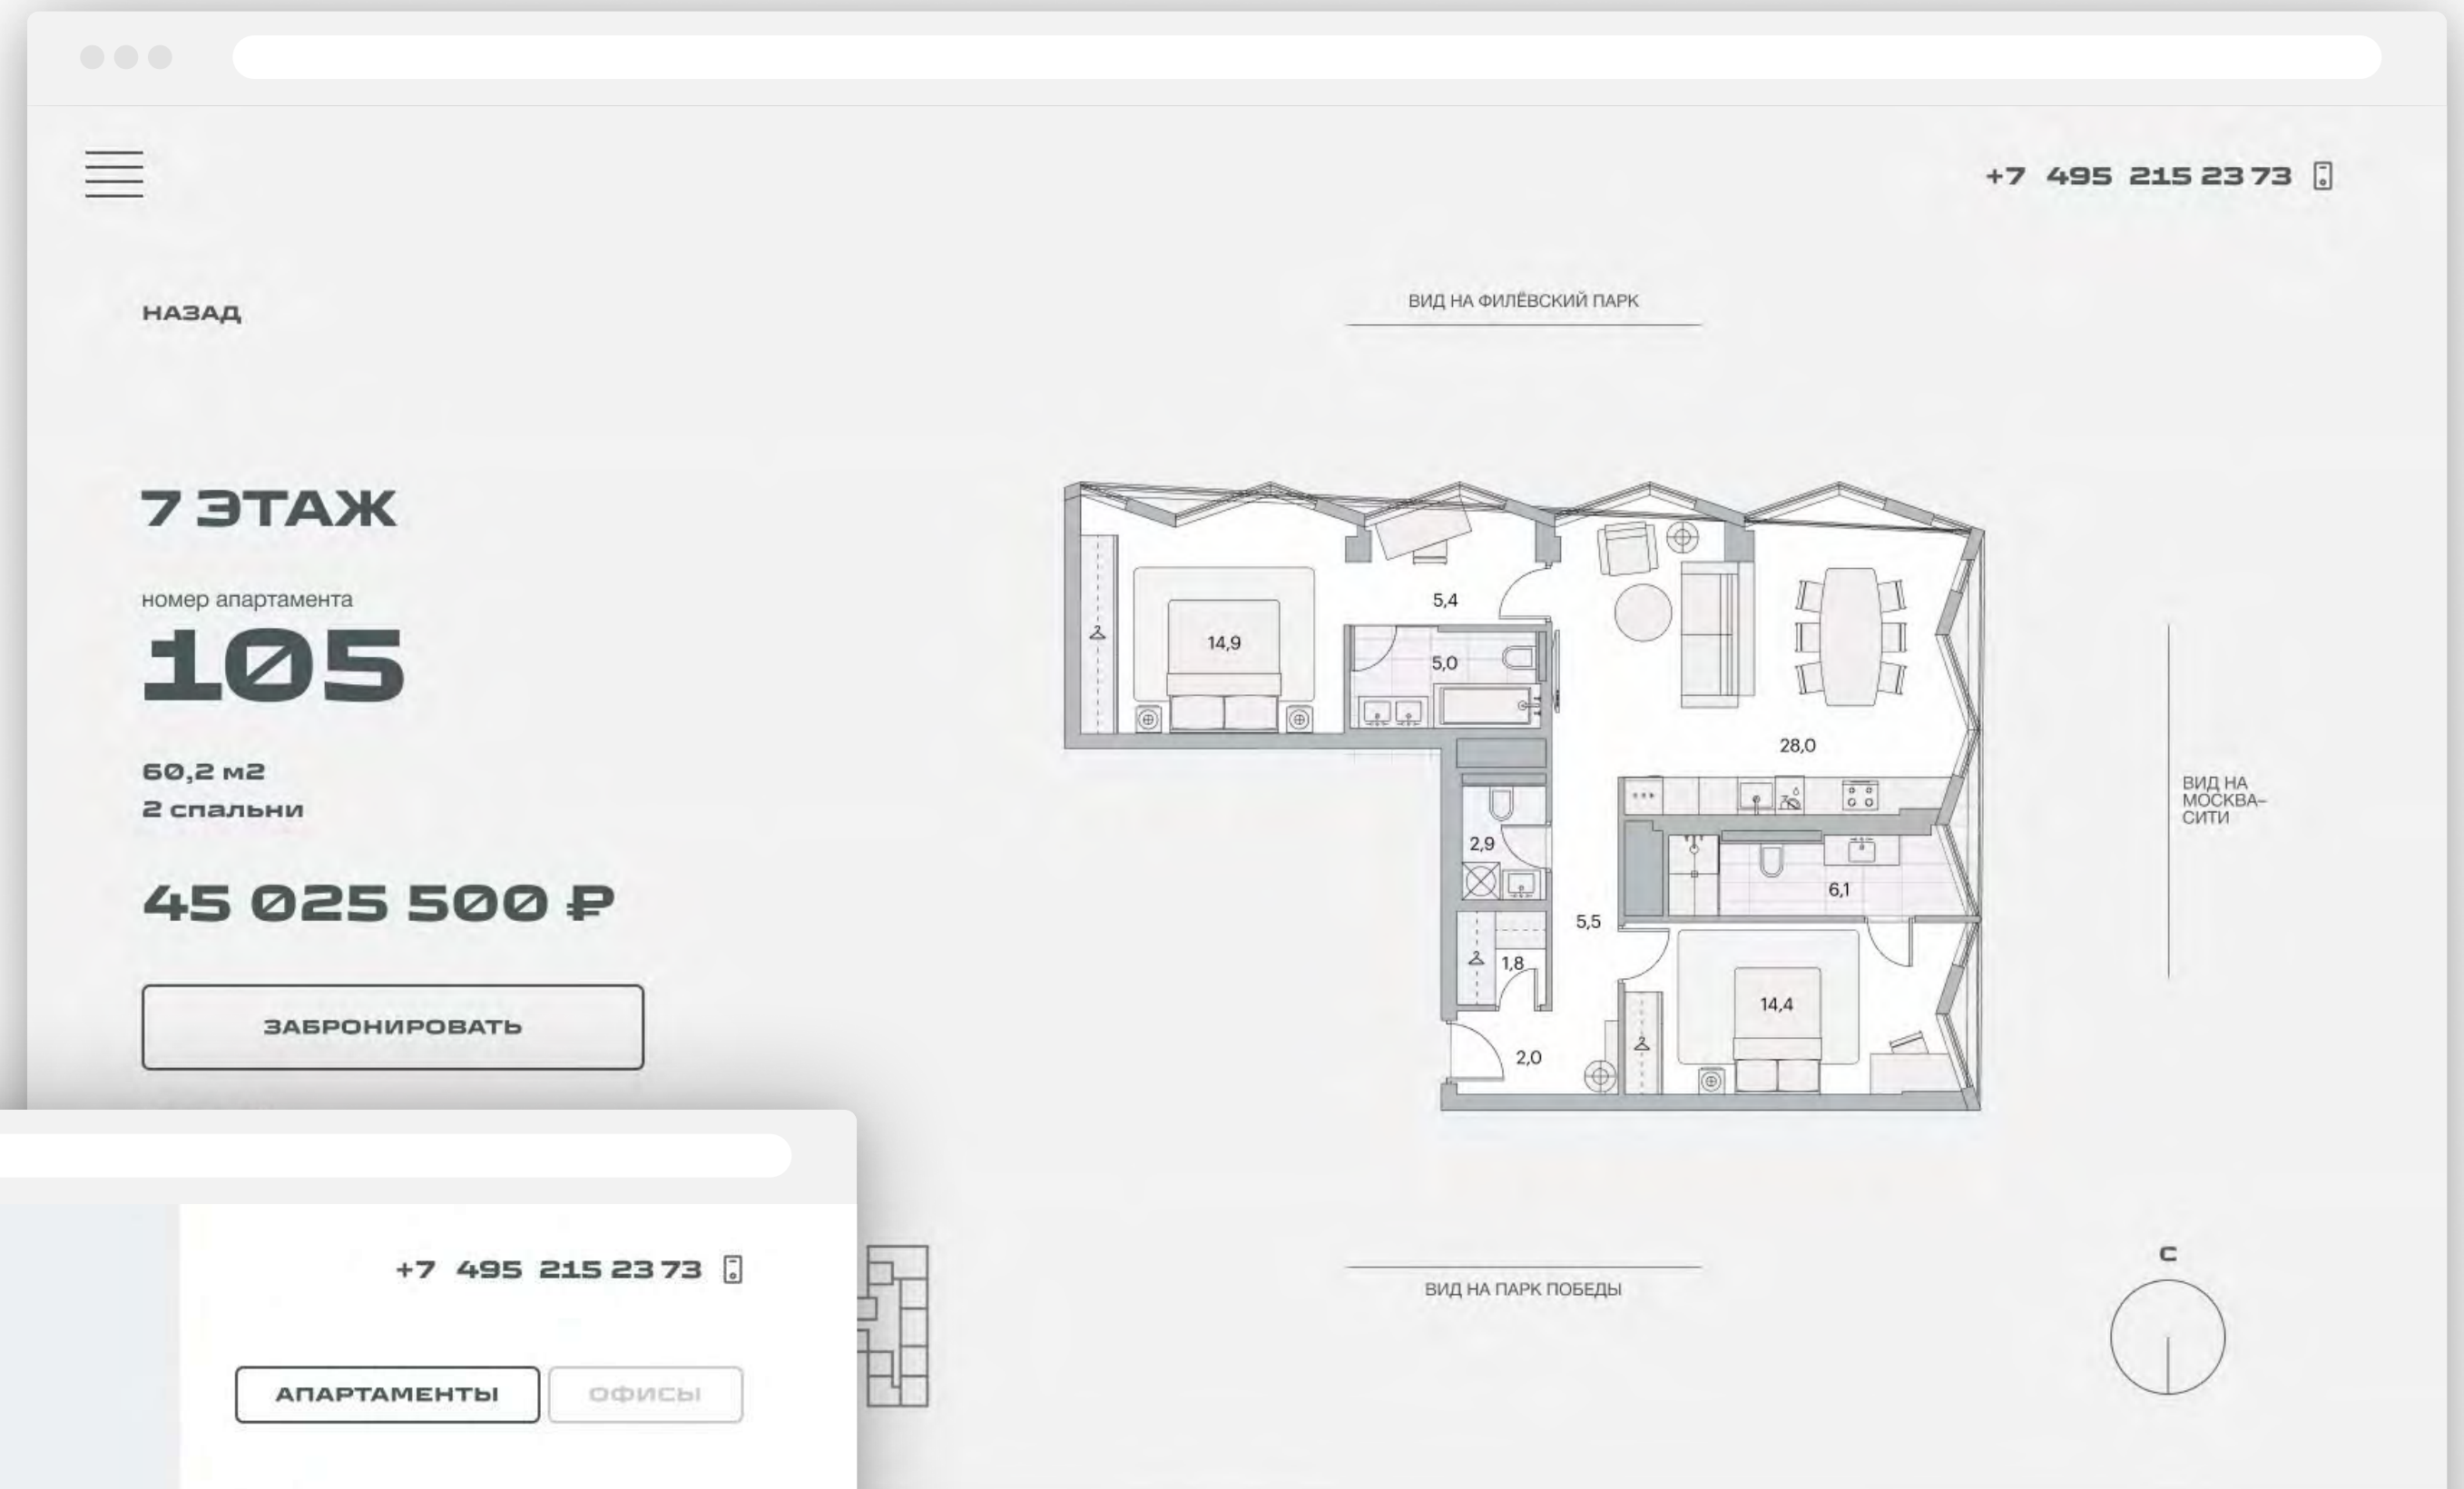 +7 495 215 23 73
НАЗАД
ВИД НА ФИЛЁВСКИЙ ПАРК
7 ЭТАЖ
номер апартамента
105
60,2 м2
2 спальни
45 025 500 ₽
ЗАБРОНИРОВАТЬ
5,4
14,9
5,0
28,0
2,9
6,1
5,5
1,8
14,4
2,0
ВИД НА
МОСКВА–
СИТИ
ВИД НА ПАРК ПОБЕДЫ
С
+7 495 215 23 73
АПАРТАМЕНТЫ
ОФИСЫ